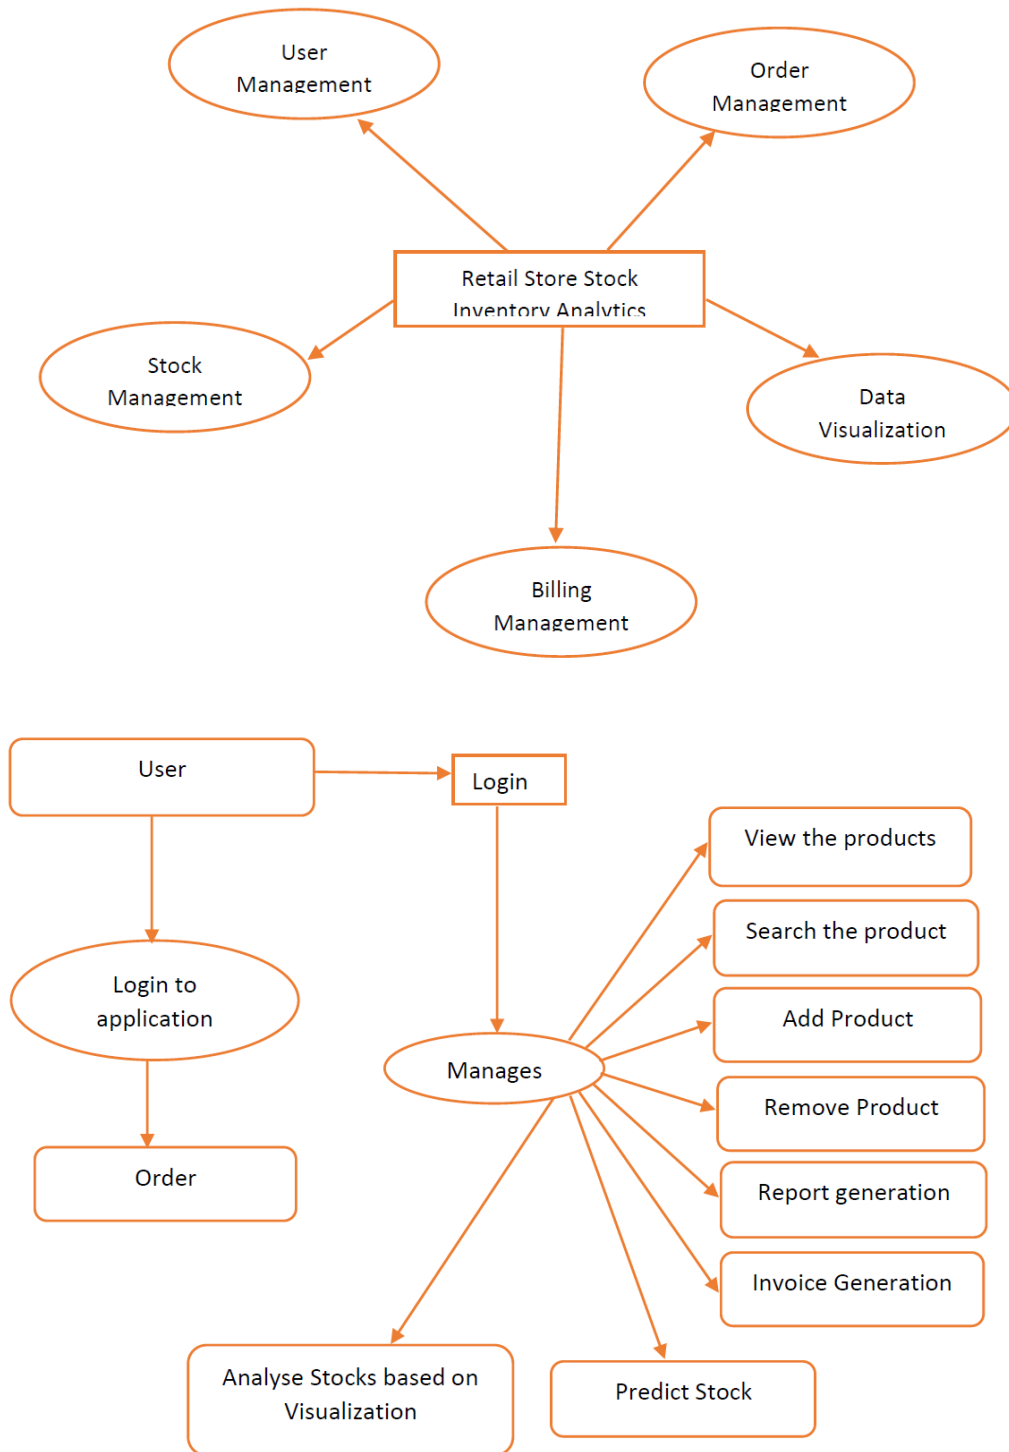 User
Management
Order
Management
Retail Store Stock
Inventory Analytics
Stock
Management
Data
Visualization
Billing
Management
User
Login
View the products
Search the product
Login to
application
Add Product
Manages
Remove Product
Order
Report generation
Invoice Generation
Analyse Stocks based on
Visualization
Predict Stock